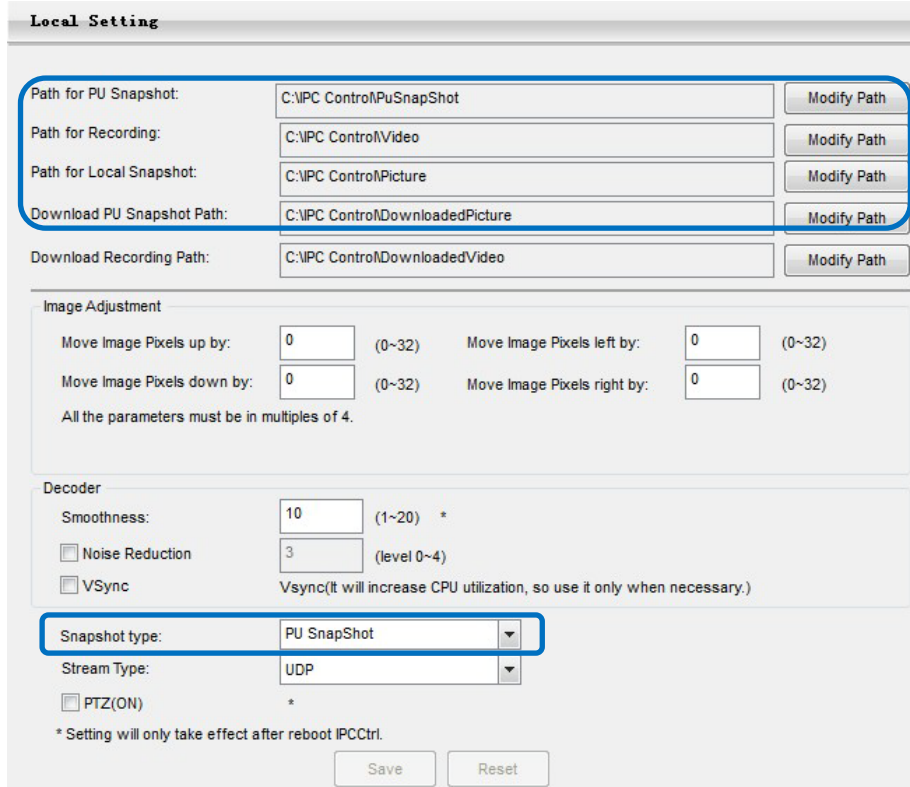 Local Setting
Path for PU Snapshot: C:\IPC Control\PuSnapShot Modify Path
Path for Recording: C:\IPC Control\Video Modify Path
Path for Local Snapshot: C:\IPC Control\Picture Modify Path
Download PU Snapshot Path: C:\IPC Control\DownloadedPicture Modify Path
Download Recording Path: C:\IPC Control\DownloadedVideo Modify Path
Image Adjustment
Move Image Pixels up by: 0 (0~32) Move Image Pixels left by: 0 (0~32)
Move Image Pixels down by: 0 (0~32) Move Image Pixels right by: 0 (0~32)
All the parameters must be in multiples of 4.
Decoder
Smoothness: 10 (1~20) *
Noise Reduction 3 (level 0~4)
VSync Vsync(It will increase CPU utilization, so use it only when necessary.)
Snapshot type: PU SnapShot
Stream Type: UDP
PTZ(ON) *
* Setting will only take effect after reboot IPCCtrl.
Save Reset